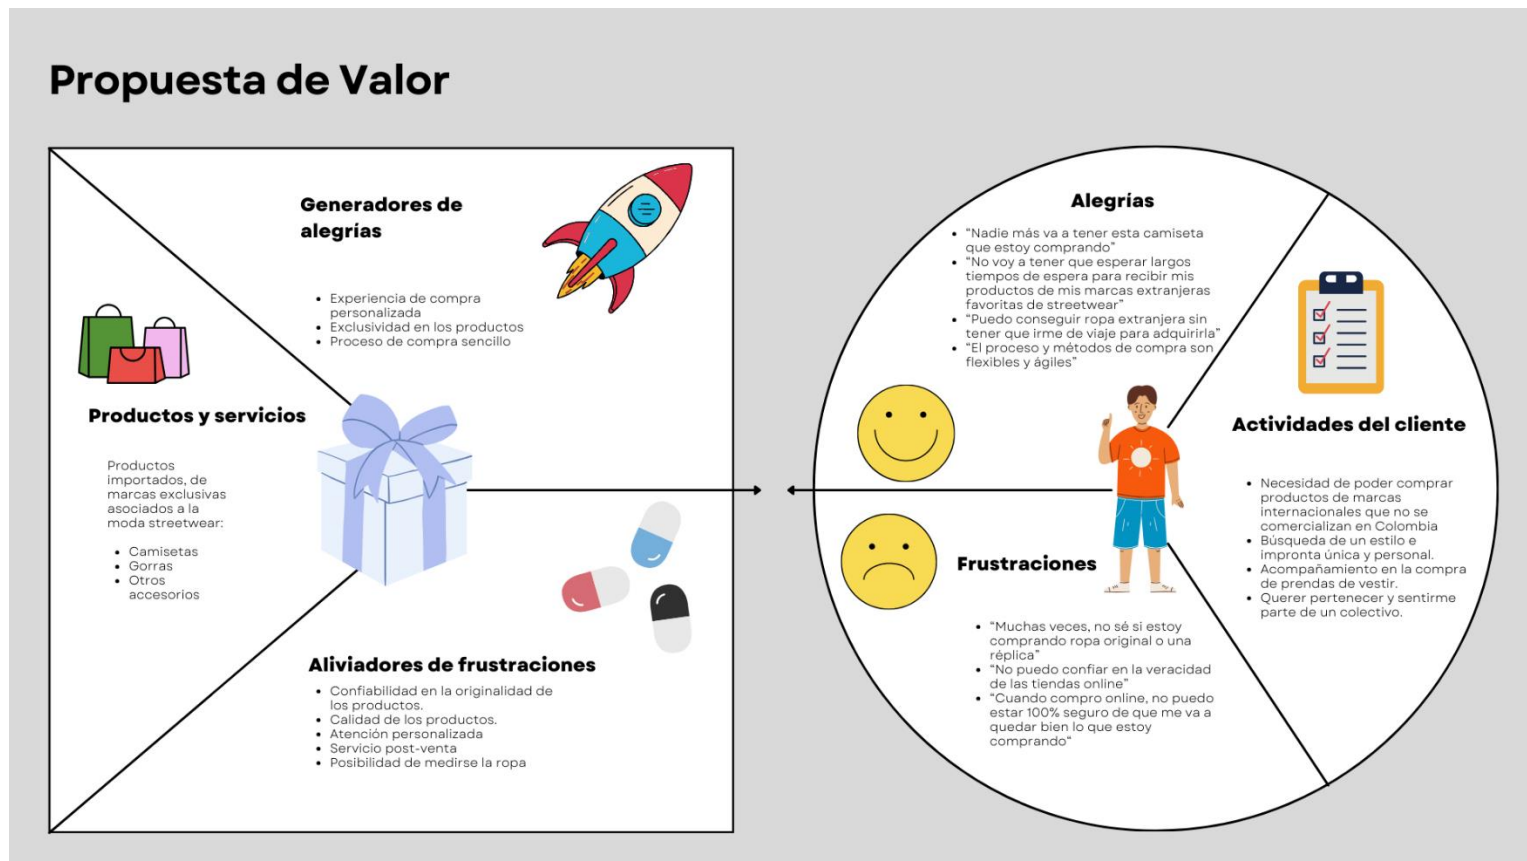 Propuesta de Valor
Generadores de
alegrías
• Experiencia de compra
personalizada
• Exclusividad en los productos
• Proceso de compra sencillo
Productos y servicios
Productos
importados, de
marcas exclusivas
asociados a la
moda streetwear:
• Camisetas
• Gorras
• Otros
accesorios
Aliviadores de frustraciones
• Confiabilidad en la originalidad de
los productos.
• Calidad de los productos.
• Atención personalizada
• Servicio post-venta
• Posibilidad de medirse la ropa
Alegrías
• “Nadie más va a tener esta camiseta
que estoy comprando”
• “No voy a tener que esperar largos
tiempos de espera para recibir mis
productos de mis marcas extranjeras
favoritas de streetwear”
• “Puedo conseguir ropa extranjera sin
tener que irme de viaje para adquirirla”
• “El proceso y métodos de compra son
flexibles y ágiles”
Frustraciones
• “Muchas veces, no sé si estoy
comprando ropa original o una
réplica”
• “No puedo confiar en la veracidad
de las tiendas online”
• “Cuando compro online, no puedo
estar 100% seguro de que me va a
quedar bien lo que estoy
comprando“
Actividades del cliente
• Necesidad de poder comprar
productos de marcas
internacionales que no se
comercializan en Colombia
• Búsqueda de un estilo e
impronta única y personal.
• Acompañamiento en la compra
de prendas de vestir.
• Querer pertenecer y sentirme
parte de un colectivo.